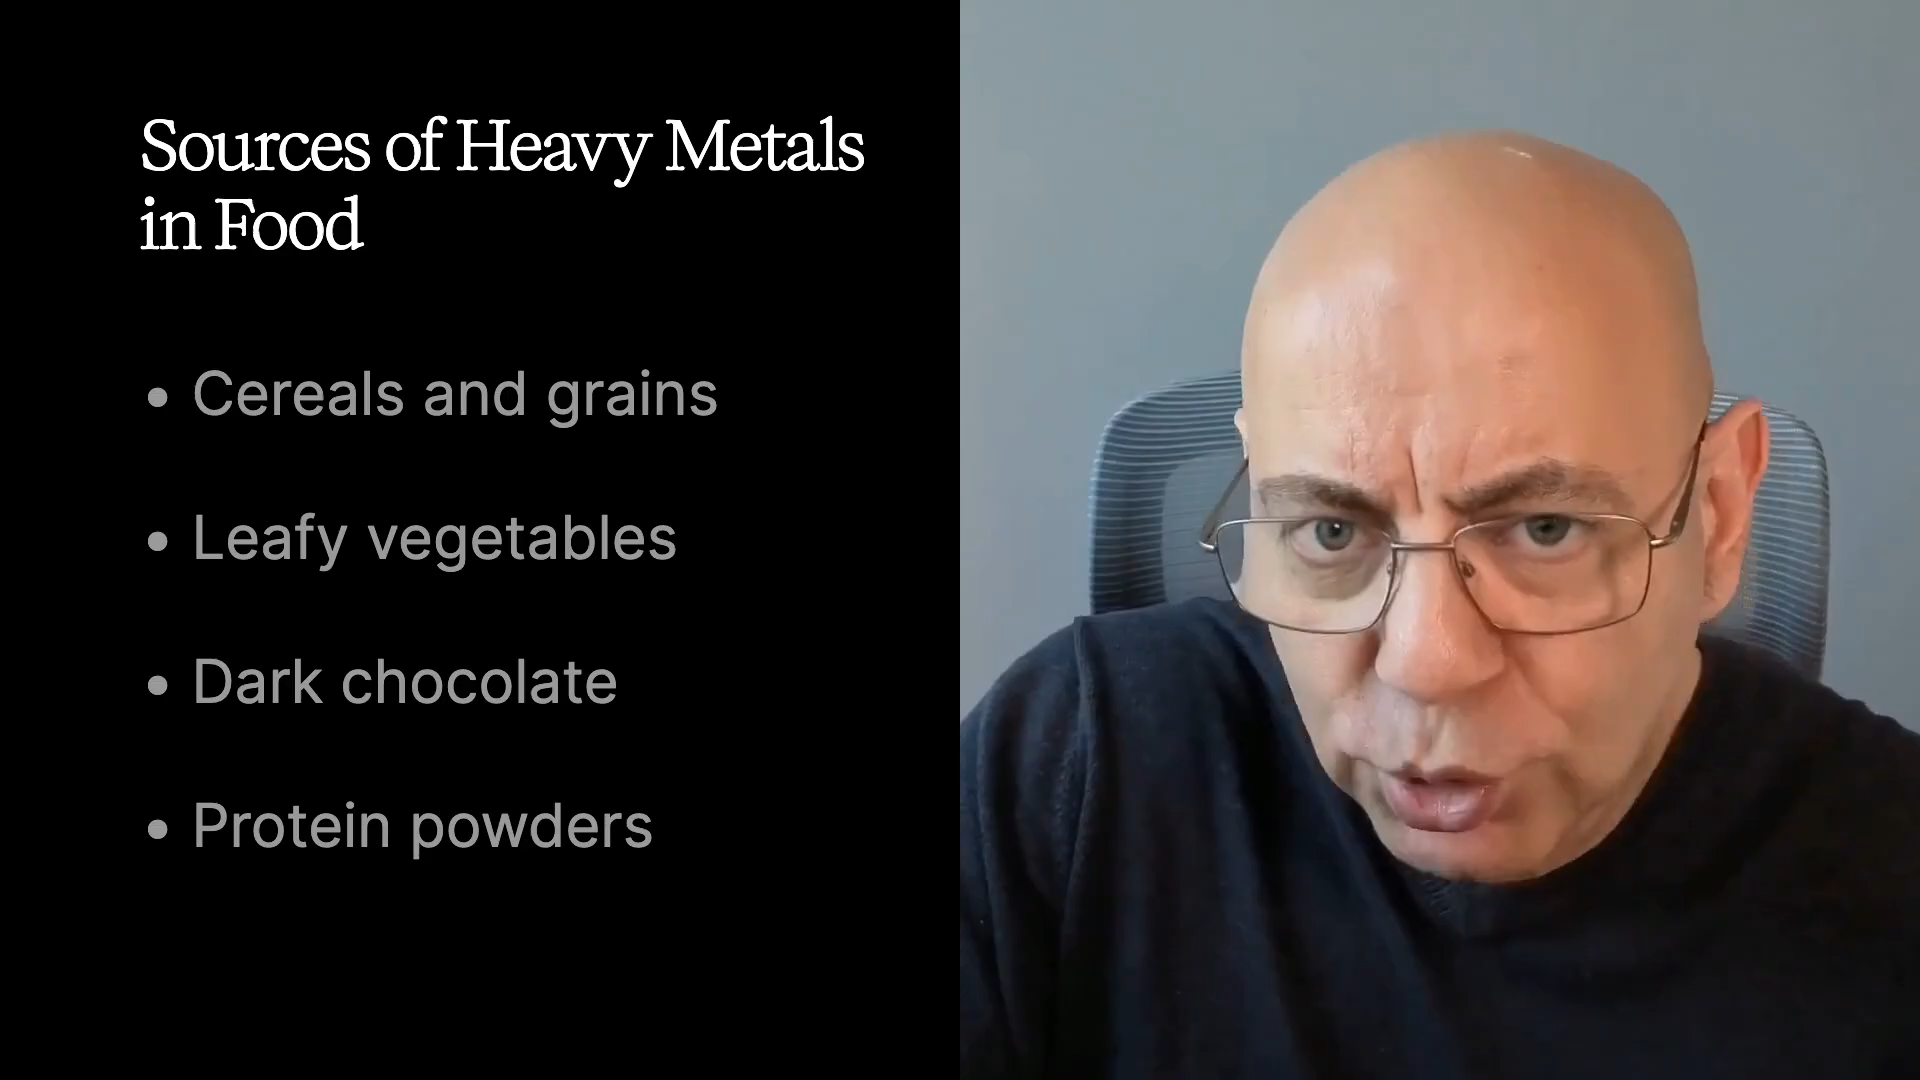 Sources of Heavy Metals
in Food
• Cereals and grains
• Leafy vegetables
• Dark chocolate
• Protein powders